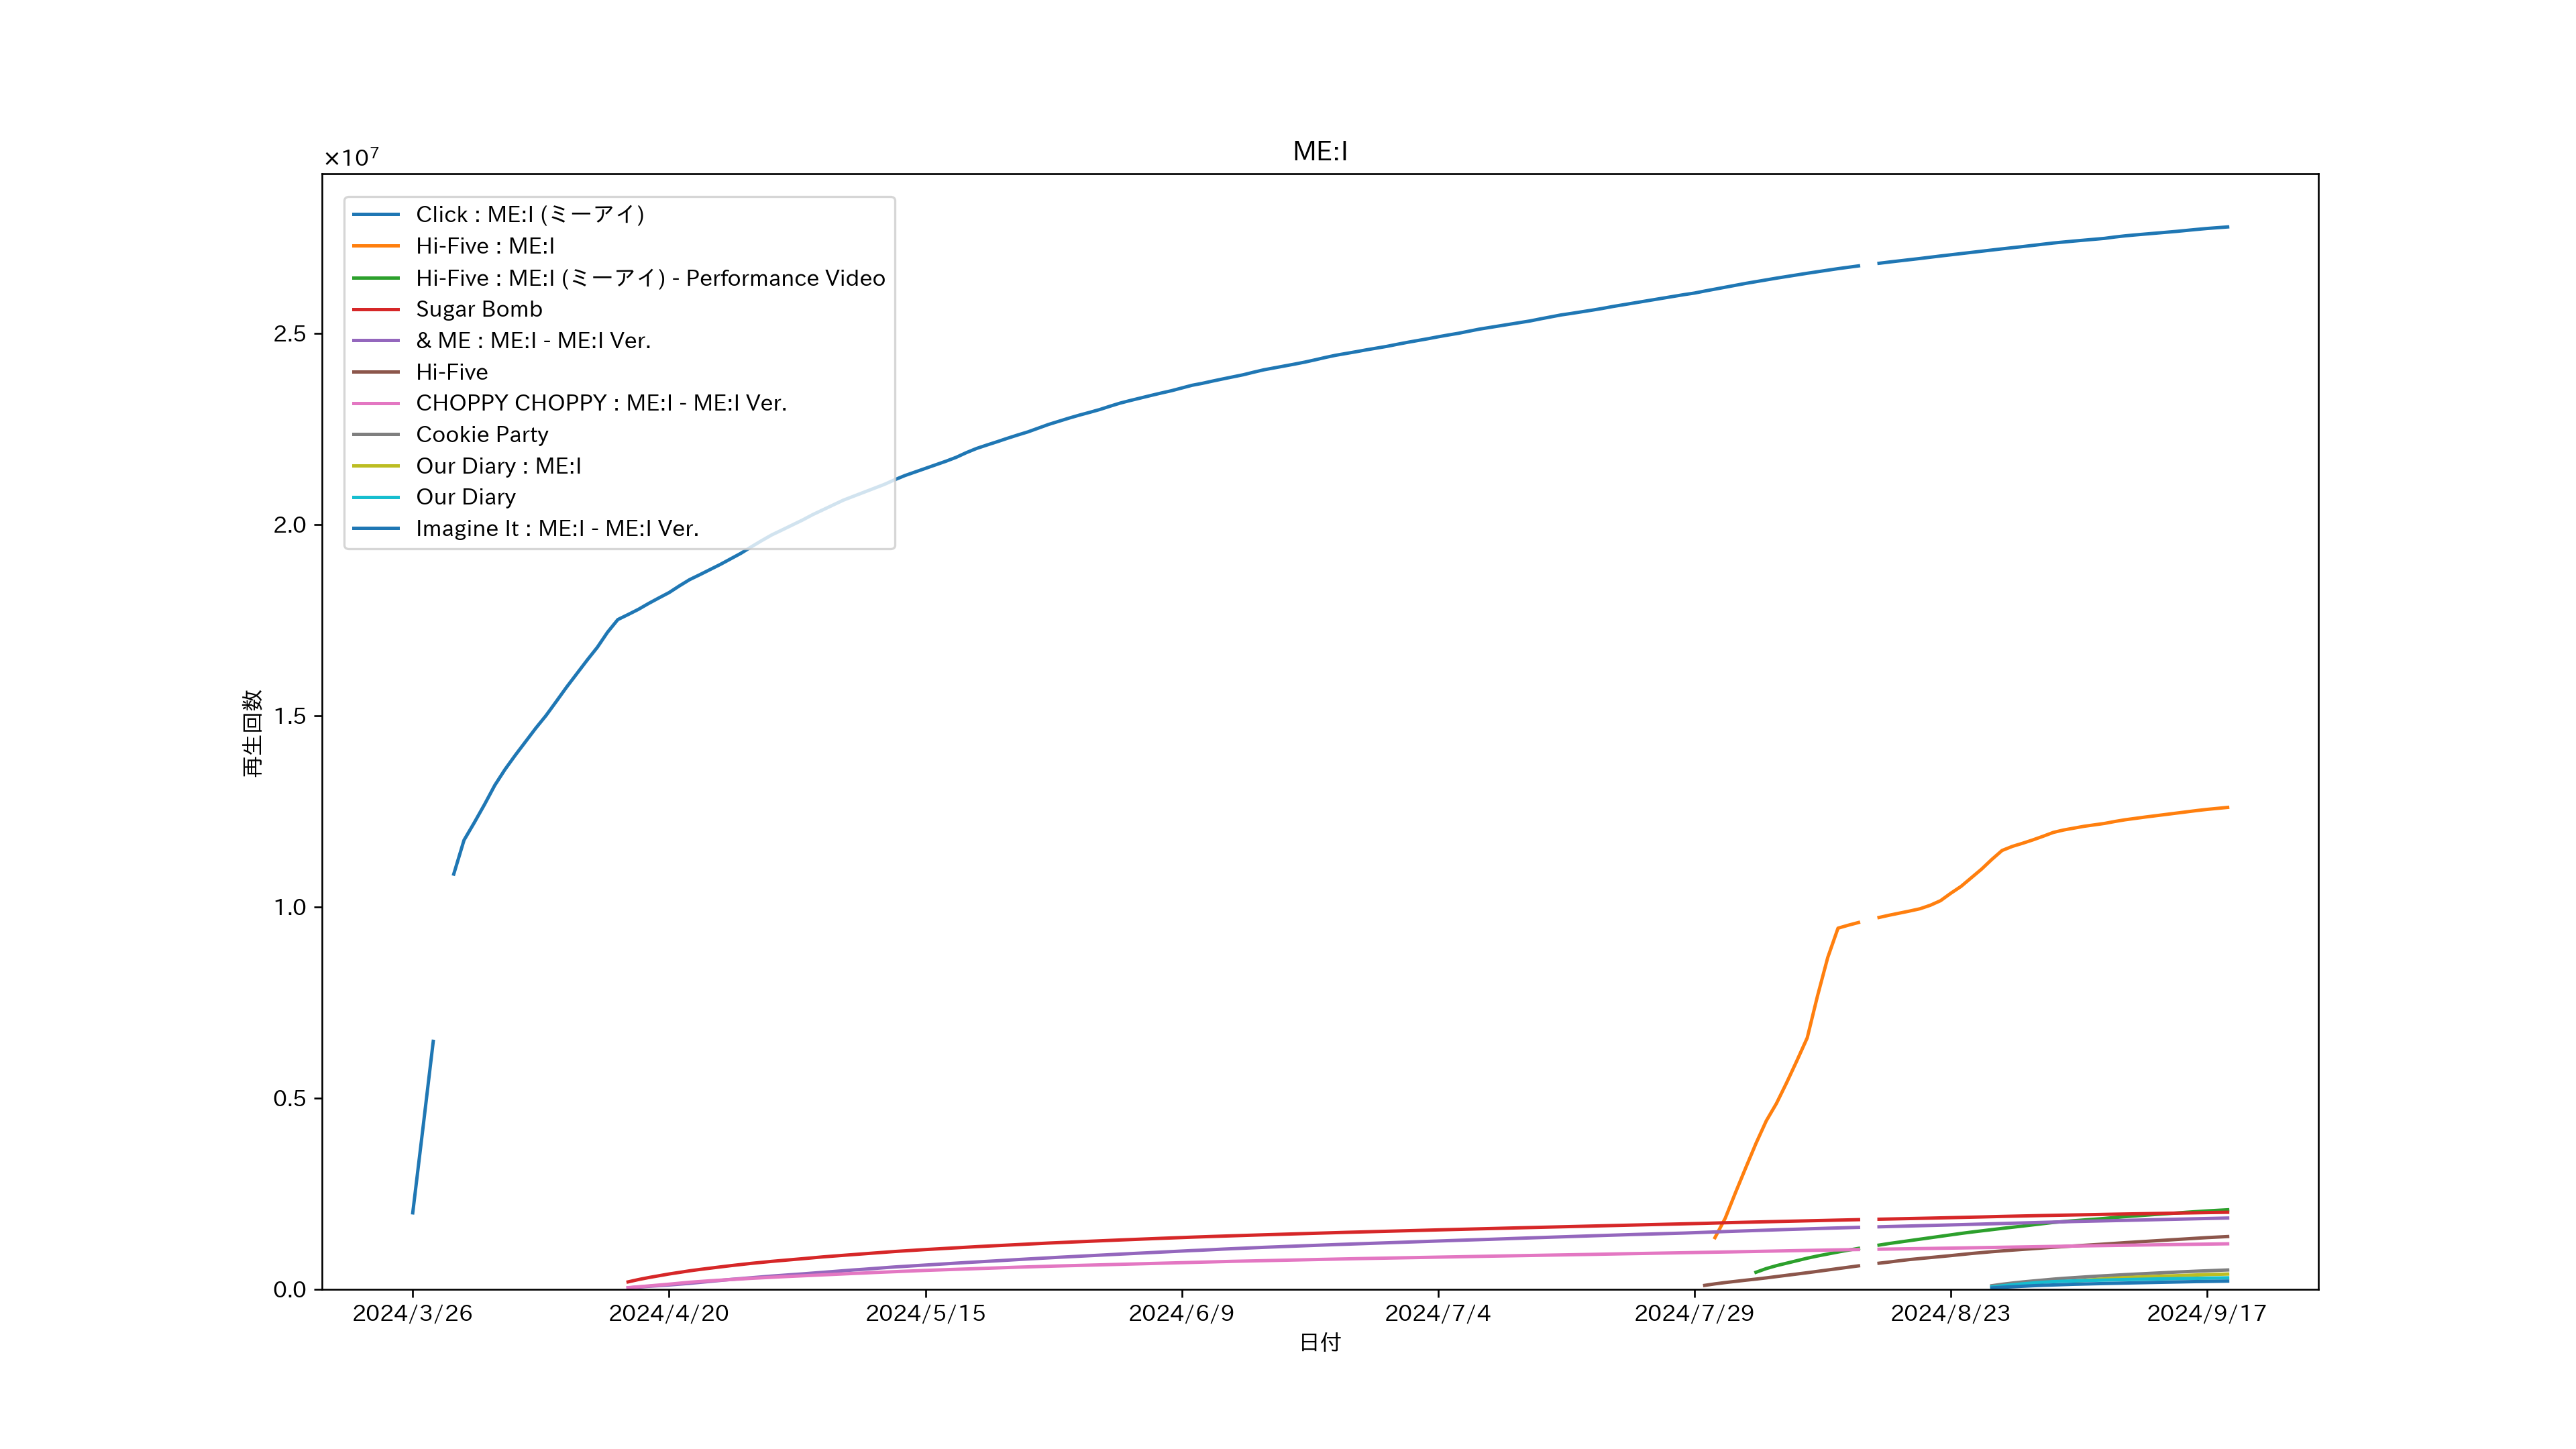 ME:I
×10⁷
Click : ME:I (ミーアイ)
Hi-Five : ME:I
Hi-Five : ME:I (ミーアイ) - Performance Video
Sugar Bomb
& ME : ME:I - ME:I Ver.
Hi-Five
CHOPPY CHOPPY : ME:I - ME:I Ver.
Cookie Party
Our Diary : ME:I
Our Diary
Imagine It : ME:I - ME:I Ver.
2.5
2.0
1.5
1.0
0.5
0.0
再生回数
2024/3/26 2024/4/20 2024/5/15 2024/6/9 2024/7/4 2024/7/29 2024/8/23 2024/9/17
日付